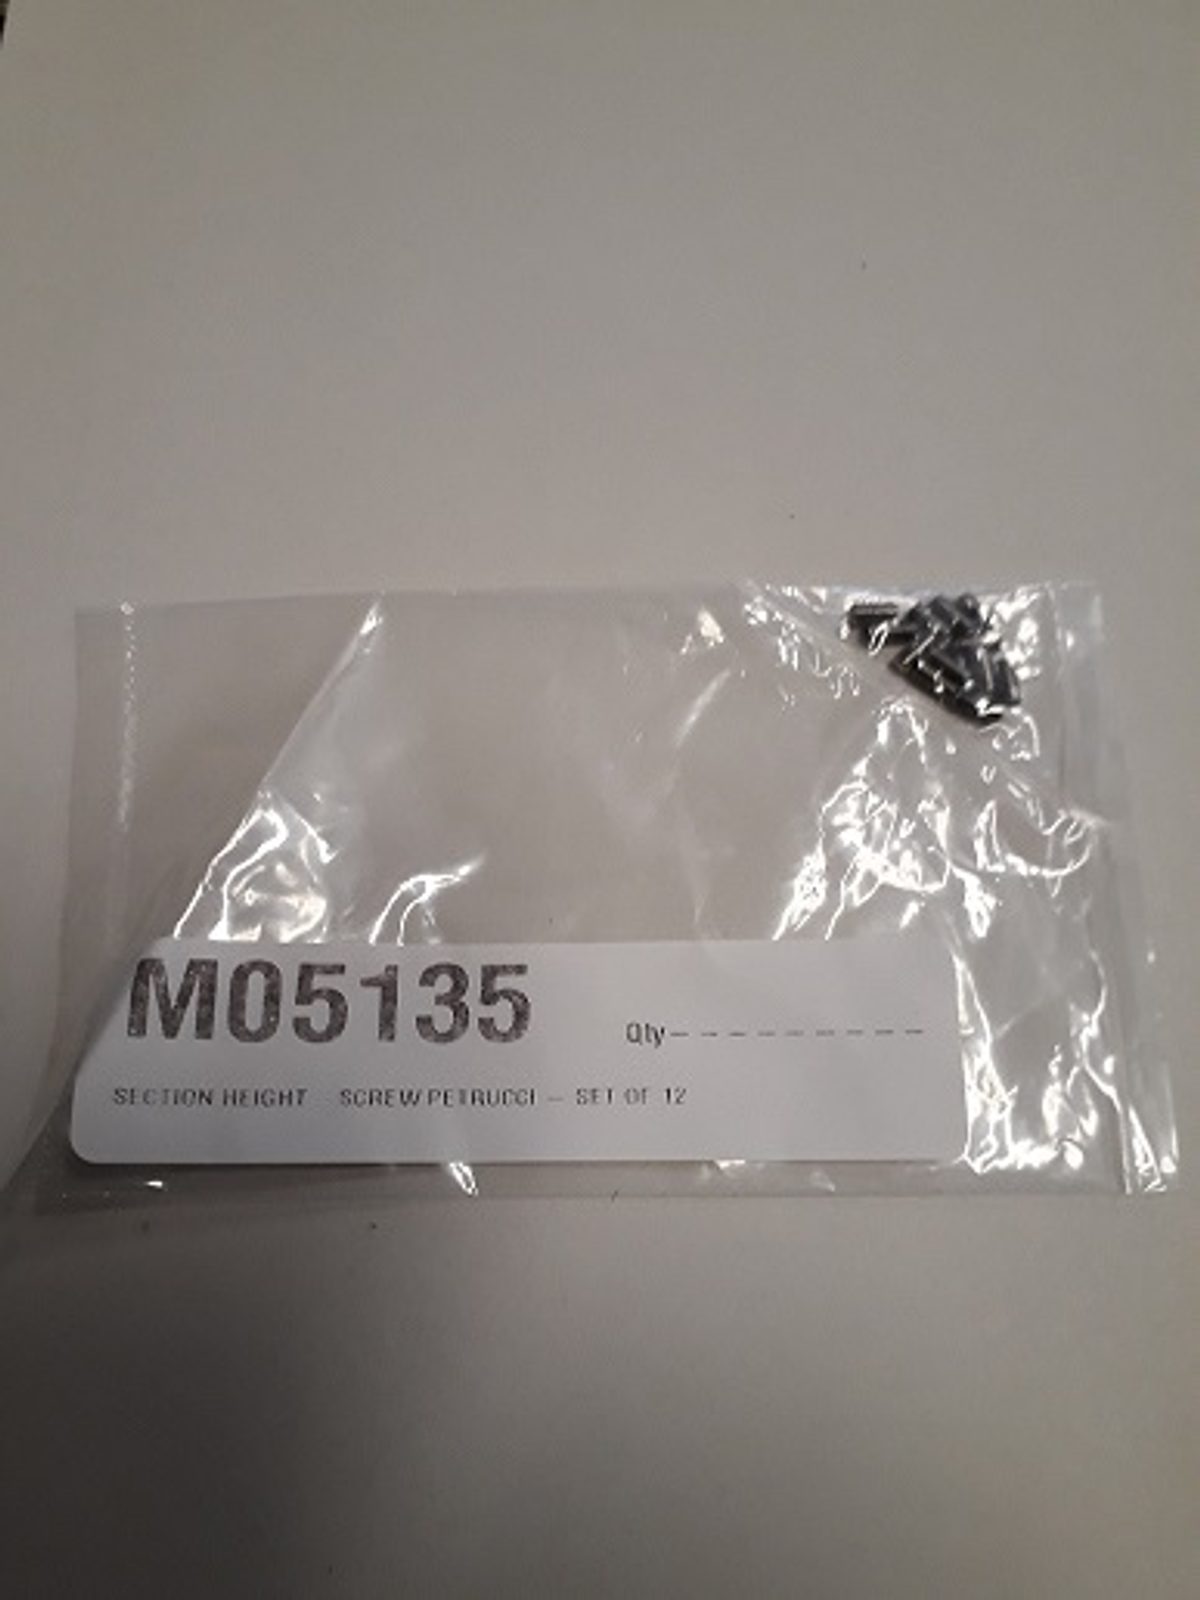 M05135
Qty----------
SECTION HEIGHT SCREW PETRUCCI – SET OF 12